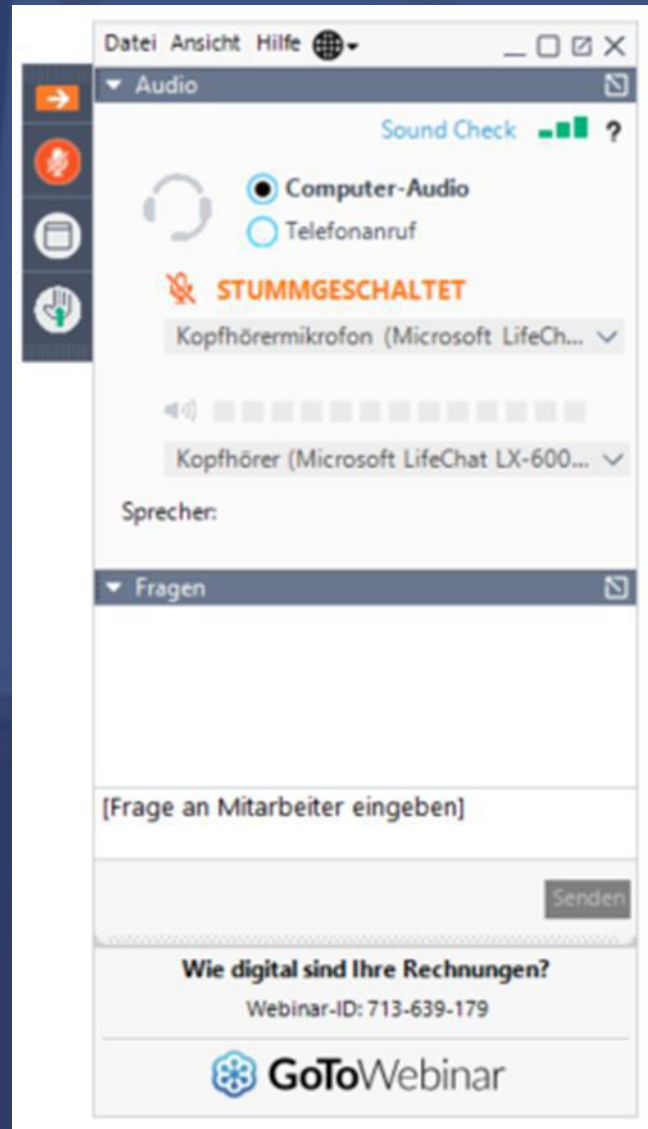 Datei Ansicht Hilfe
Audio
Sound Check ?
Computer-Audio
Telefonanruf
STUMMGESCHALTET
Kopfhörermikrofon (Microsoft LifeCh...
Kopfhörer (Microsoft LifeChat LX-600...
Sprecher:
Fragen
[Frage an Mitarbeiter eingeben]
Senden
Wie digital sind Ihre Rechnungen?
Webinar-ID: 713-639-179
GoToWebinar